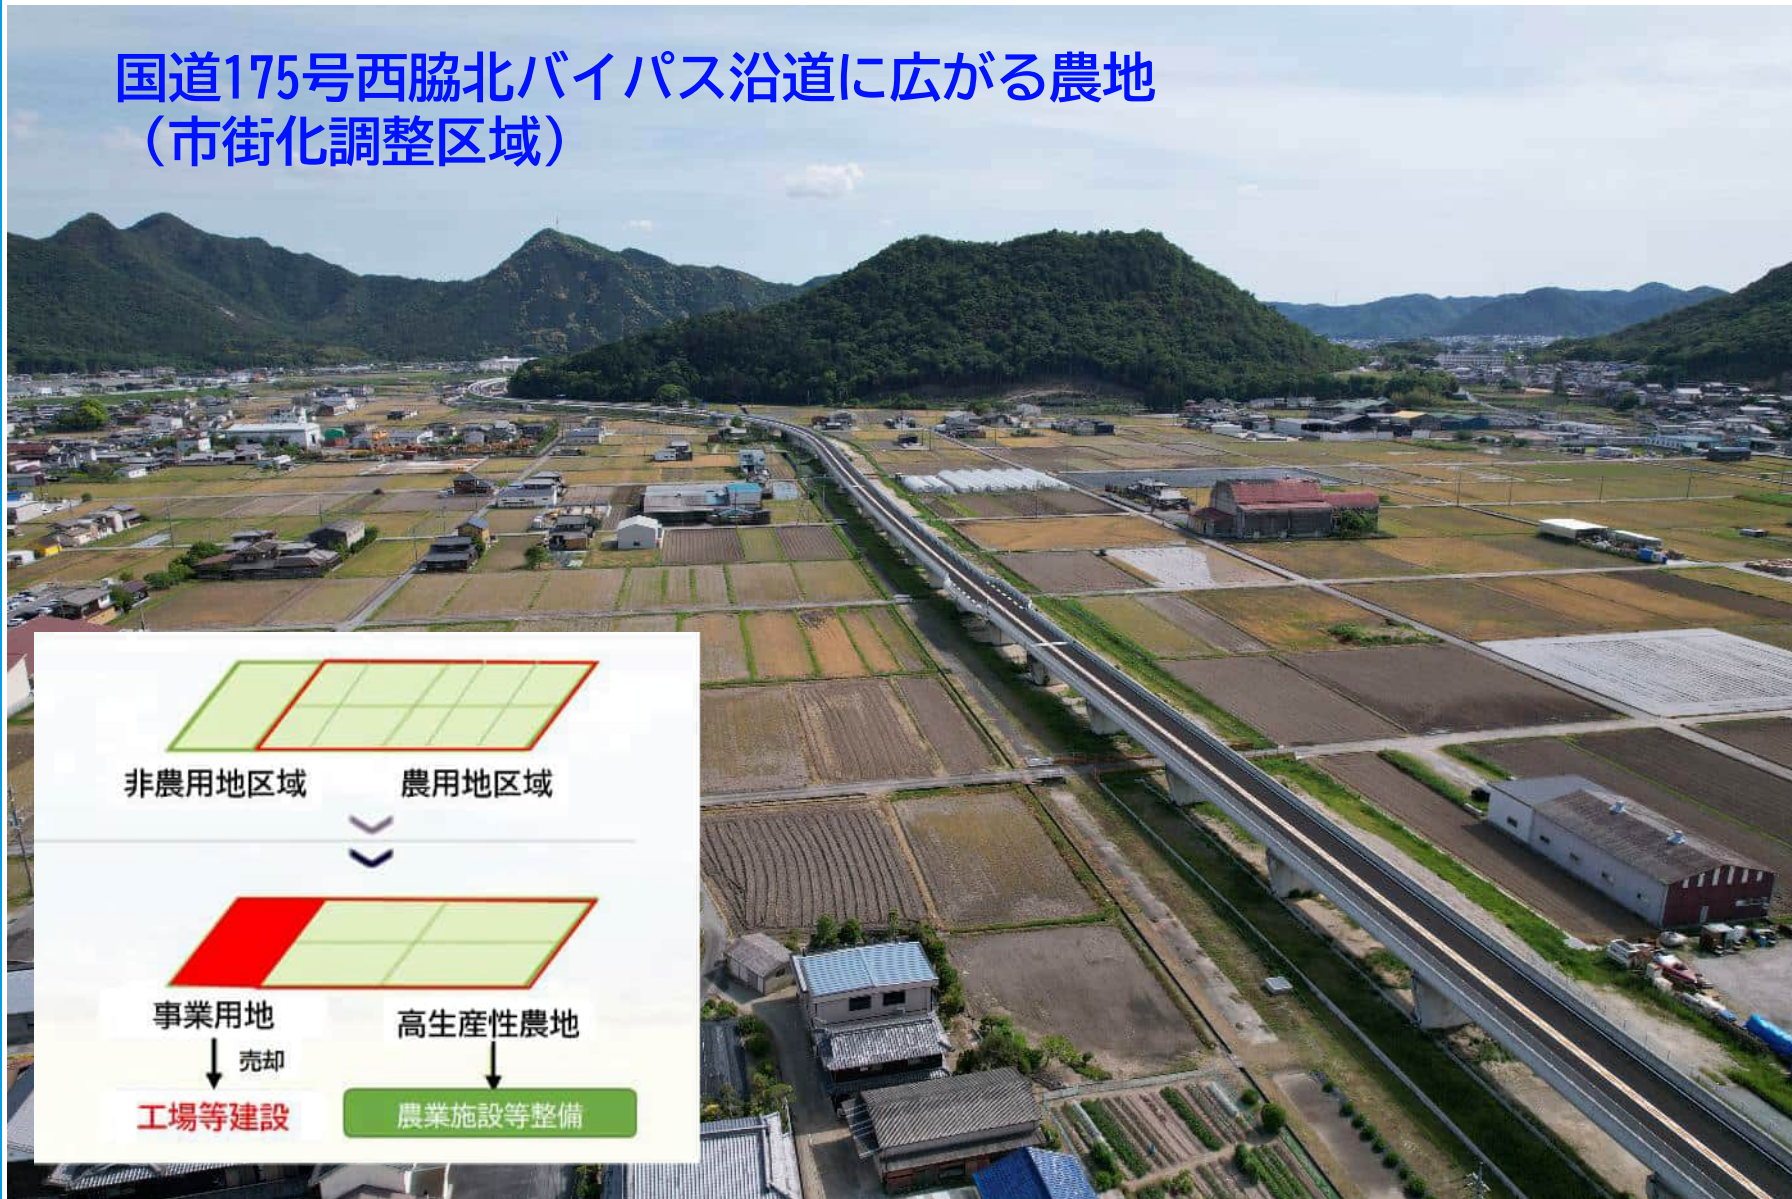 国道175号西脇北バイパス沿道に広がる農地
（市街化調整区域）
非農用地区域
農用地区域
事業用地
高生産性農地
売却
工場等建設
農業施設等整備